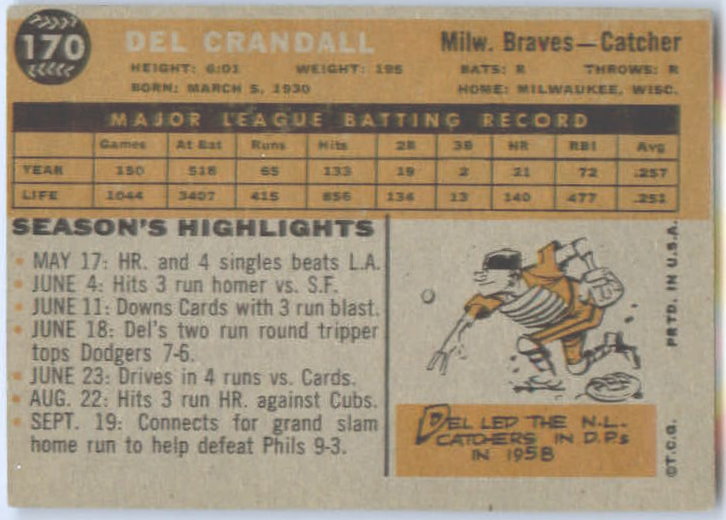 170
DEL CRANDALL
Milw. Braves—Catcher
HEIGHT: 6:01 WEIGHT: 195 BATS: R THROWS: R
BORN: MARCH 5, 1930 HOME: MILWAUKEE, WISC.
MAJOR LEAGUE BATTING RECORD
Games At Bat Runs Hits 2B 3B HR RBI Avg
YEAR 150 518 65 133 19 2 21 72 .257
LIFE 1044 3407 415 856 134 13 140 477 .251
SEASON'S HIGHLIGHTS
• MAY 17: HR. and 4 singles beats L.A.
• JUNE 4: Hits 3 run homer vs. S.F.
• JUNE 11: Downs Cards with 3 run blast.
• JUNE 18: Del's two run round tripper
tops Dodgers 7-6.
• JUNE 23: Drives in 4 runs vs. Cards.
• AUG. 22: Hits 3 run HR. against Cubs.
• SEPT. 19: Connects for grand slam
home run to help defeat Phils 9-3.
DEL LED THE N.L.
CATCHERS IN D.P.s
IN 1958
©T.C.G. PRTD. IN U.S.A.